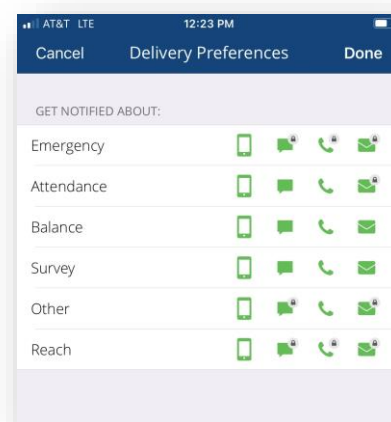 AT&T LTE 12:23 PM
Cancel Delivery Preferences Done
GET NOTIFIED ABOUT:
Emergency
Attendance
Balance
Survey
Other
Reach